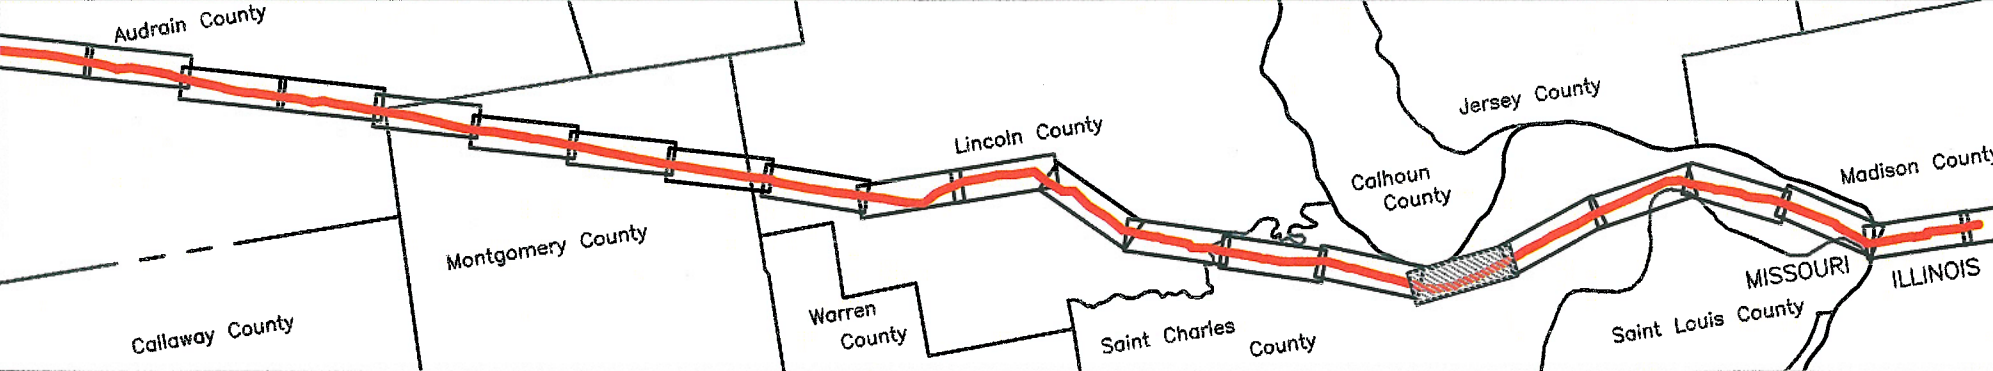 Audrain County
Jersey County
Lincoln County
Madison County
Calhoun
County
Montgomery County
MISSOURI
ILLINOIS
Warren
County
Saint Louis County
Callaway County
Saint Charles
County